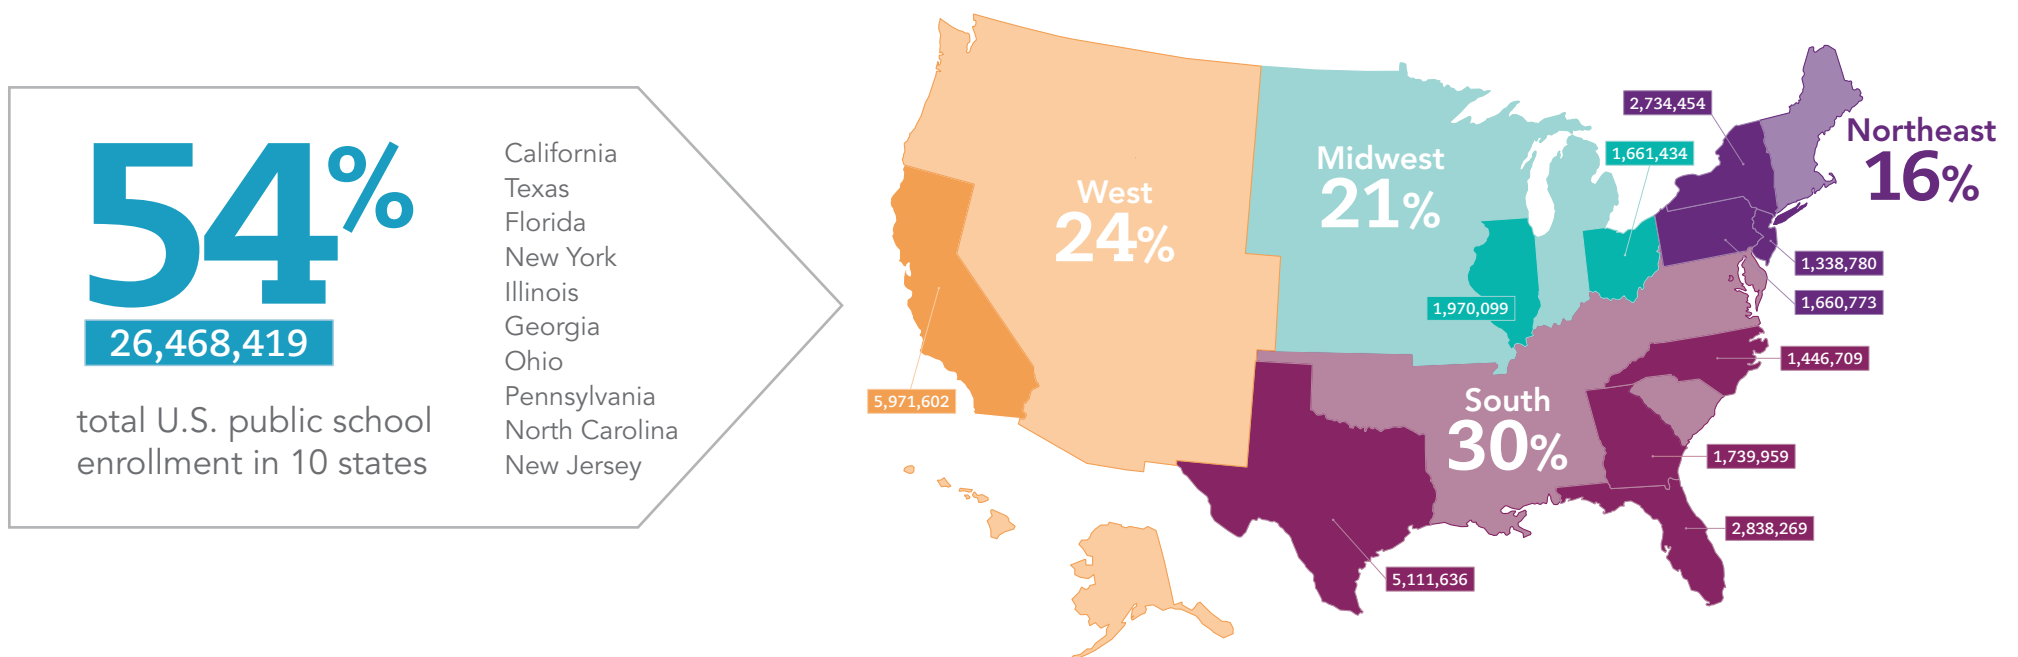 54%
26,468,419
total U.S. public school
enrollment in 10 states
California
Texas
Florida
New York
Illinois
Georgia
Ohio
Pennsylvania
North Carolina
New Jersey
West
24%
5,971,602
Midwest
21%
1,970,099
1,661,434
2,734,454
Northeast
16%
1,338,780
1,660,773
South
30%
1,446,709
1,739,959
2,838,269
5,111,636